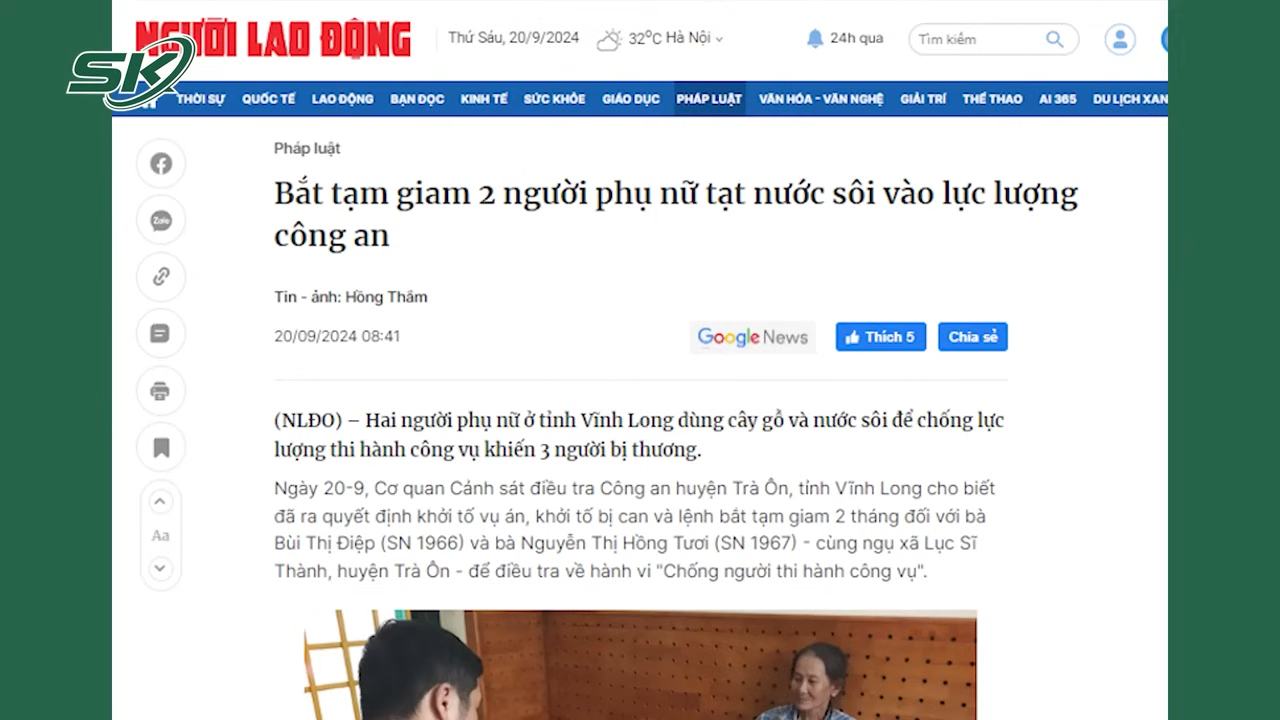 NGƯỜI LAO ĐỘNG
SK
Thứ Sáu, 20/9/2024 32°C Hà Nội 24h qua Tìm kiếm
THỜI SỰ QUỐC TẾ LAO ĐỘNG BẠN ĐỌC KINH TẾ SỨC KHỎE GIÁO DỤC PHÁP LUẬT VĂN HÓA - VĂN NGHỆ GIẢI TRÍ THỂ THAO AI 365 DU LỊCH XAN
Pháp luật
Bắt tạm giam 2 người phụ nữ tạt nước sôi vào lực lượng
công an
Tin - ảnh: Hồng Thắm
20/09/2024 08:41
Google News Thích 5 Chia sẻ
Zalo
(NLĐO) – Hai người phụ nữ ở tỉnh Vĩnh Long dùng cây gỗ và nước sôi để chống lực
lượng thi hành công vụ khiến 3 người bị thương.
Ngày 20-9, Cơ quan Cảnh sát điều tra Công an huyện Trà Ôn, tỉnh Vĩnh Long cho biết
đã ra quyết định khởi tố vụ án, khởi tố bị can và lệnh bắt tạm giam 2 tháng đối với bà
Bùi Thị Điệp (SN 1966) và bà Nguyễn Thị Hồng Tươi (SN 1967) - cùng ngụ xã Lục Sĩ
Thành, huyện Trà Ôn - để điều tra về hành vi "Chống người thi hành công vụ".
Aa